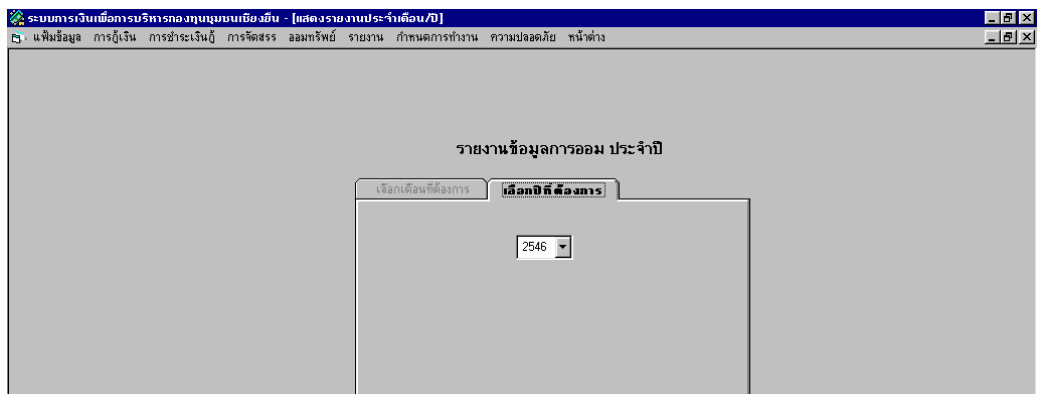 ระบบการเงินเพื่อการบริหารกองทุนชุมชนเชียงยืน - [แสดงรายงานประจำเดือน/ปี]
แฟ้มข้อมูล การกู้เงิน การชำระเงินกู้ การจัดสรร ออมทรัพย์ รายงาน กำหนดการทำงาน ความปลอดภัย หน้าต่าง
รายงานข้อมูลการออม ประจำปี
เลือกเดือนที่ต้องการ เลือกปีที่ต้องการ
2546